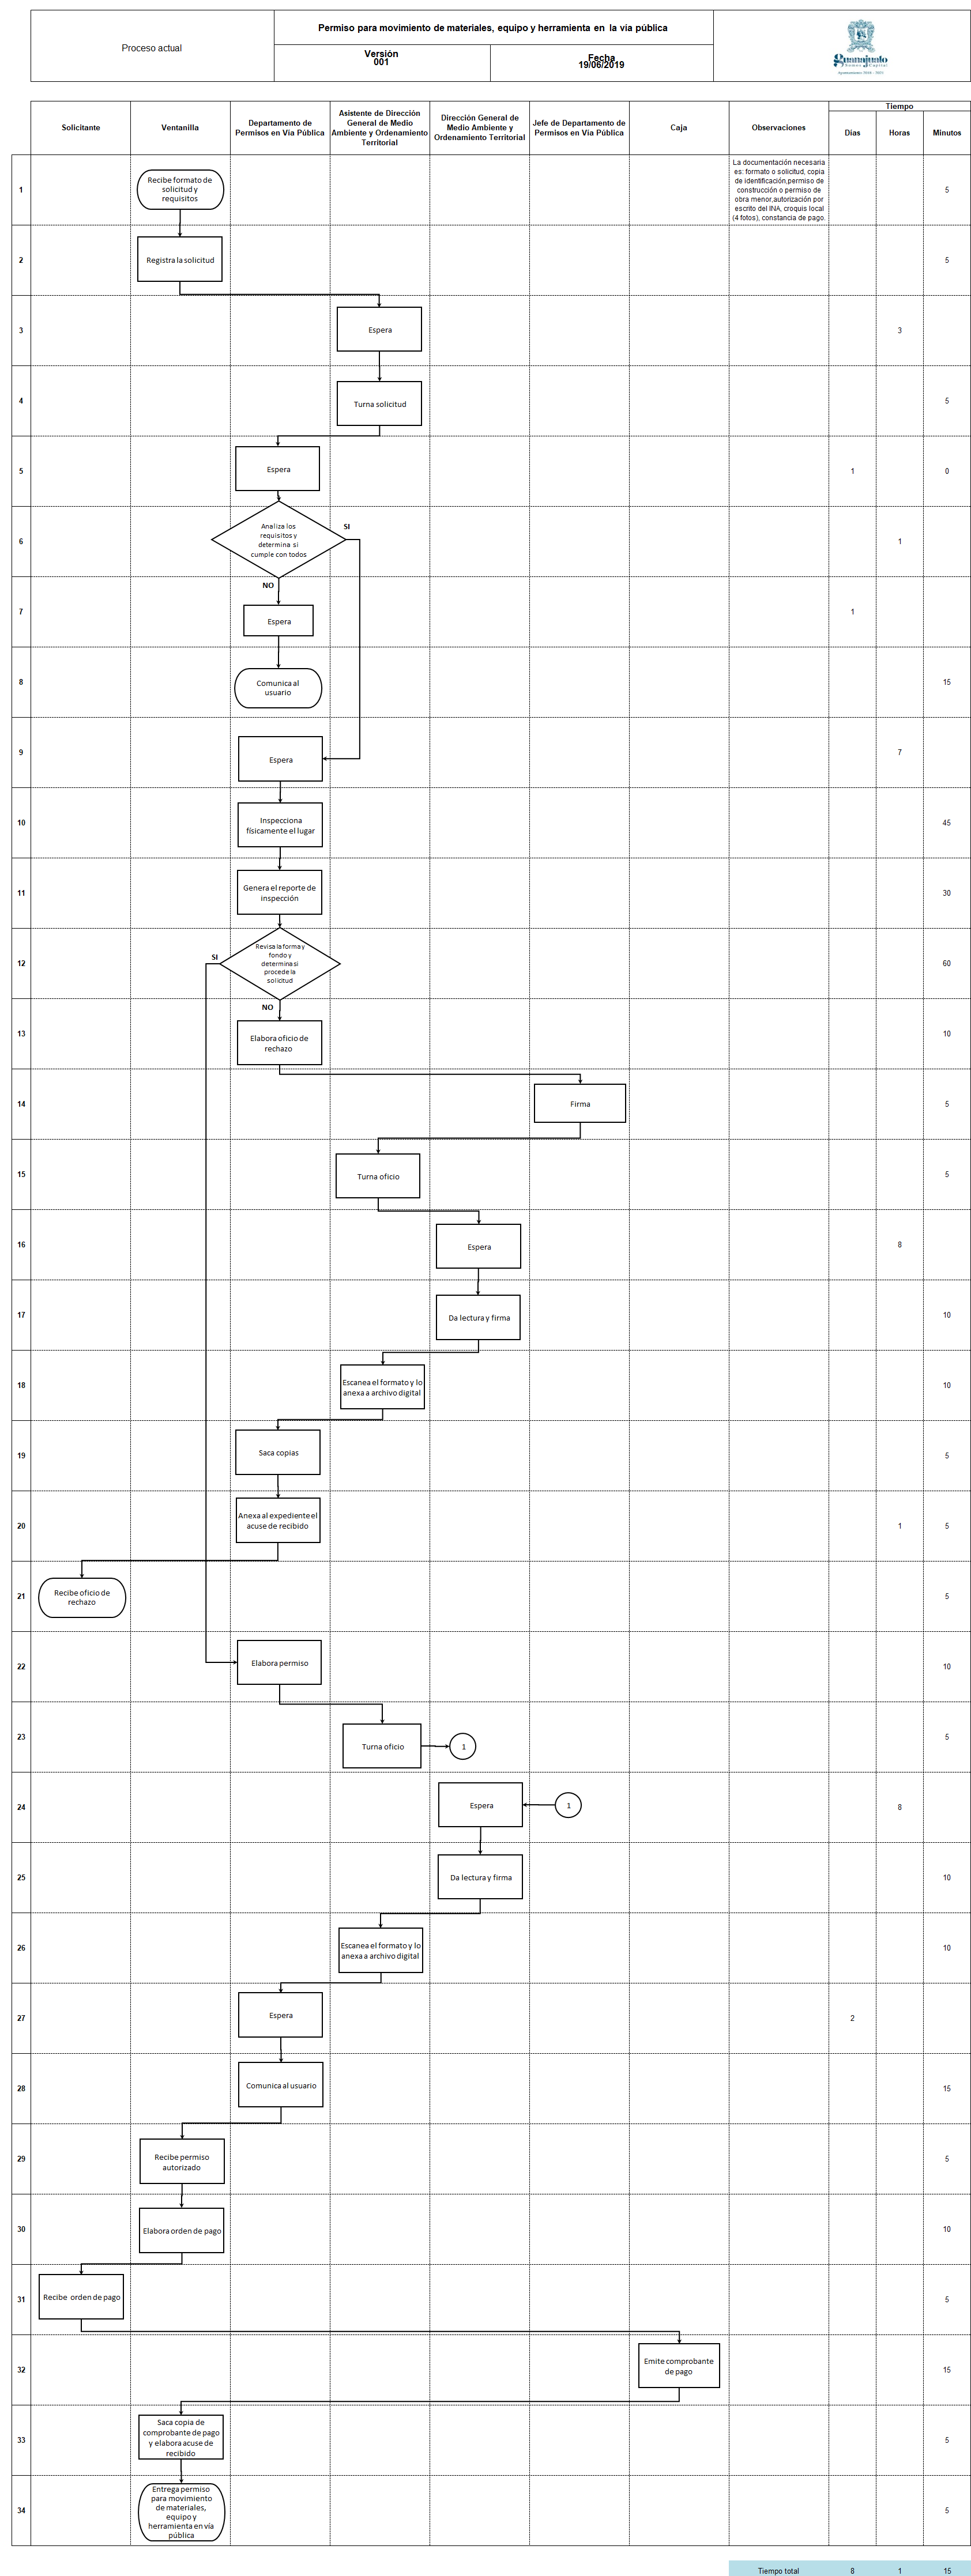 Proceso actual
Permiso para movimiento de materiales, equipo y herramienta en la vía pública
Versión
001
Fecha
19/06/2019
Guanajuato
Somos Capital
Ayuntamiento 2018 - 2021
Solicitante
Ventanilla
Departamento de
Permisos en Vía Pública
Asistente de Dirección
General de Medio
Ambiente y Ordenamiento
Territorial
Dirección General de
Medio Ambiente y
Ordenamiento Territorial
Jefe de Departamento de
Permisos en Vía Pública
Caja
Observaciones
Tiempo
Días
Horas
Minutos
1
Recibe formato de
solicitud y
requisitos
La documentación necesaria
es: formato o solicitud, copia
de identificación,permiso de
construcción o permiso de
obra menor,autorización por
escrito del INA, croquis local
(4 fotos), constancia de pago.
5
2
Registra la solicitud
5
3
Espera
3
4
Turna solicitud
5
5
Espera
1
0
6
Analiza los
requisitos y
determina si
cumple con todos
SI
NO
1
7
Espera
1
8
Comunica al
usuario
15
9
Espera
7
10
Inspecciona
físicamente el lugar
45
11
Genera el reporte de
inspección
30
12
SI
Revisa la forma y
fondo y
determina si
procede la
solicitud
NO
60
13
Elabora oficio de
rechazo
10
14
Firma
5
15
Turna oficio
5
16
Espera
8
17
Da lectura y firma
10
18
Escanea el formato y lo
anexa a archivo digital
10
19
Saca copias
5
20
Anexa al expediente el
acuse de recibido
1
5
21
Recibe oficio de
rechazo
5
22
Elabora permiso
10
23
Turna oficio
1
5
24
Espera
1
8
25
Da lectura y firma
10
26
Escanea el formato y lo
anexa a archivo digital
10
27
Espera
2
28
Comunica al usuario
15
29
Recibe permiso
autorizado
5
30
Elabora orden de pago
10
31
Recibe orden de pago
5
32
Emite comprobante
de pago
15
33
Saca copia de
comprobante de pago
y elabora acuse de
recibido
5
34
Entrega permiso
para movimiento
de materiales,
equipo y
herramienta en vía
pública
5
Tiempo total
8
1
15